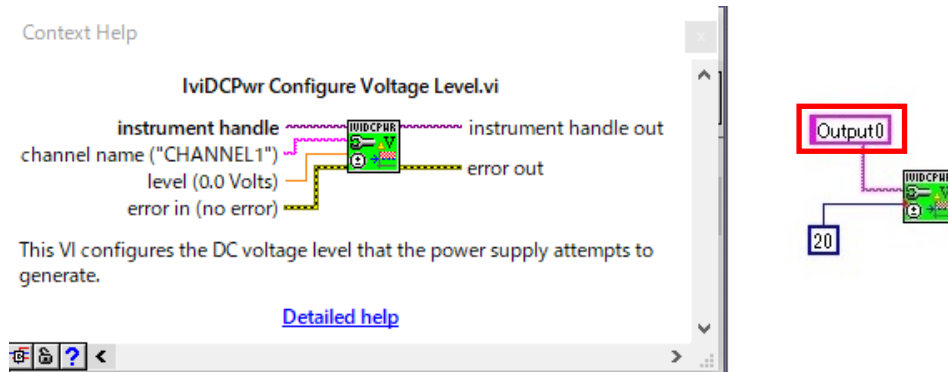 Context Help
x
IviDCPwr Configure Voltage Level.vi
instrument handle
IVIDCPWR
instrument handle out
channel name ("CHANNEL1")
level (0.0 Volts)
error out
error in (no error)
This VI configures the DC voltage level that the power supply attempts to
generate.
Detailed help
?
Output0
IVIDCPWR
20